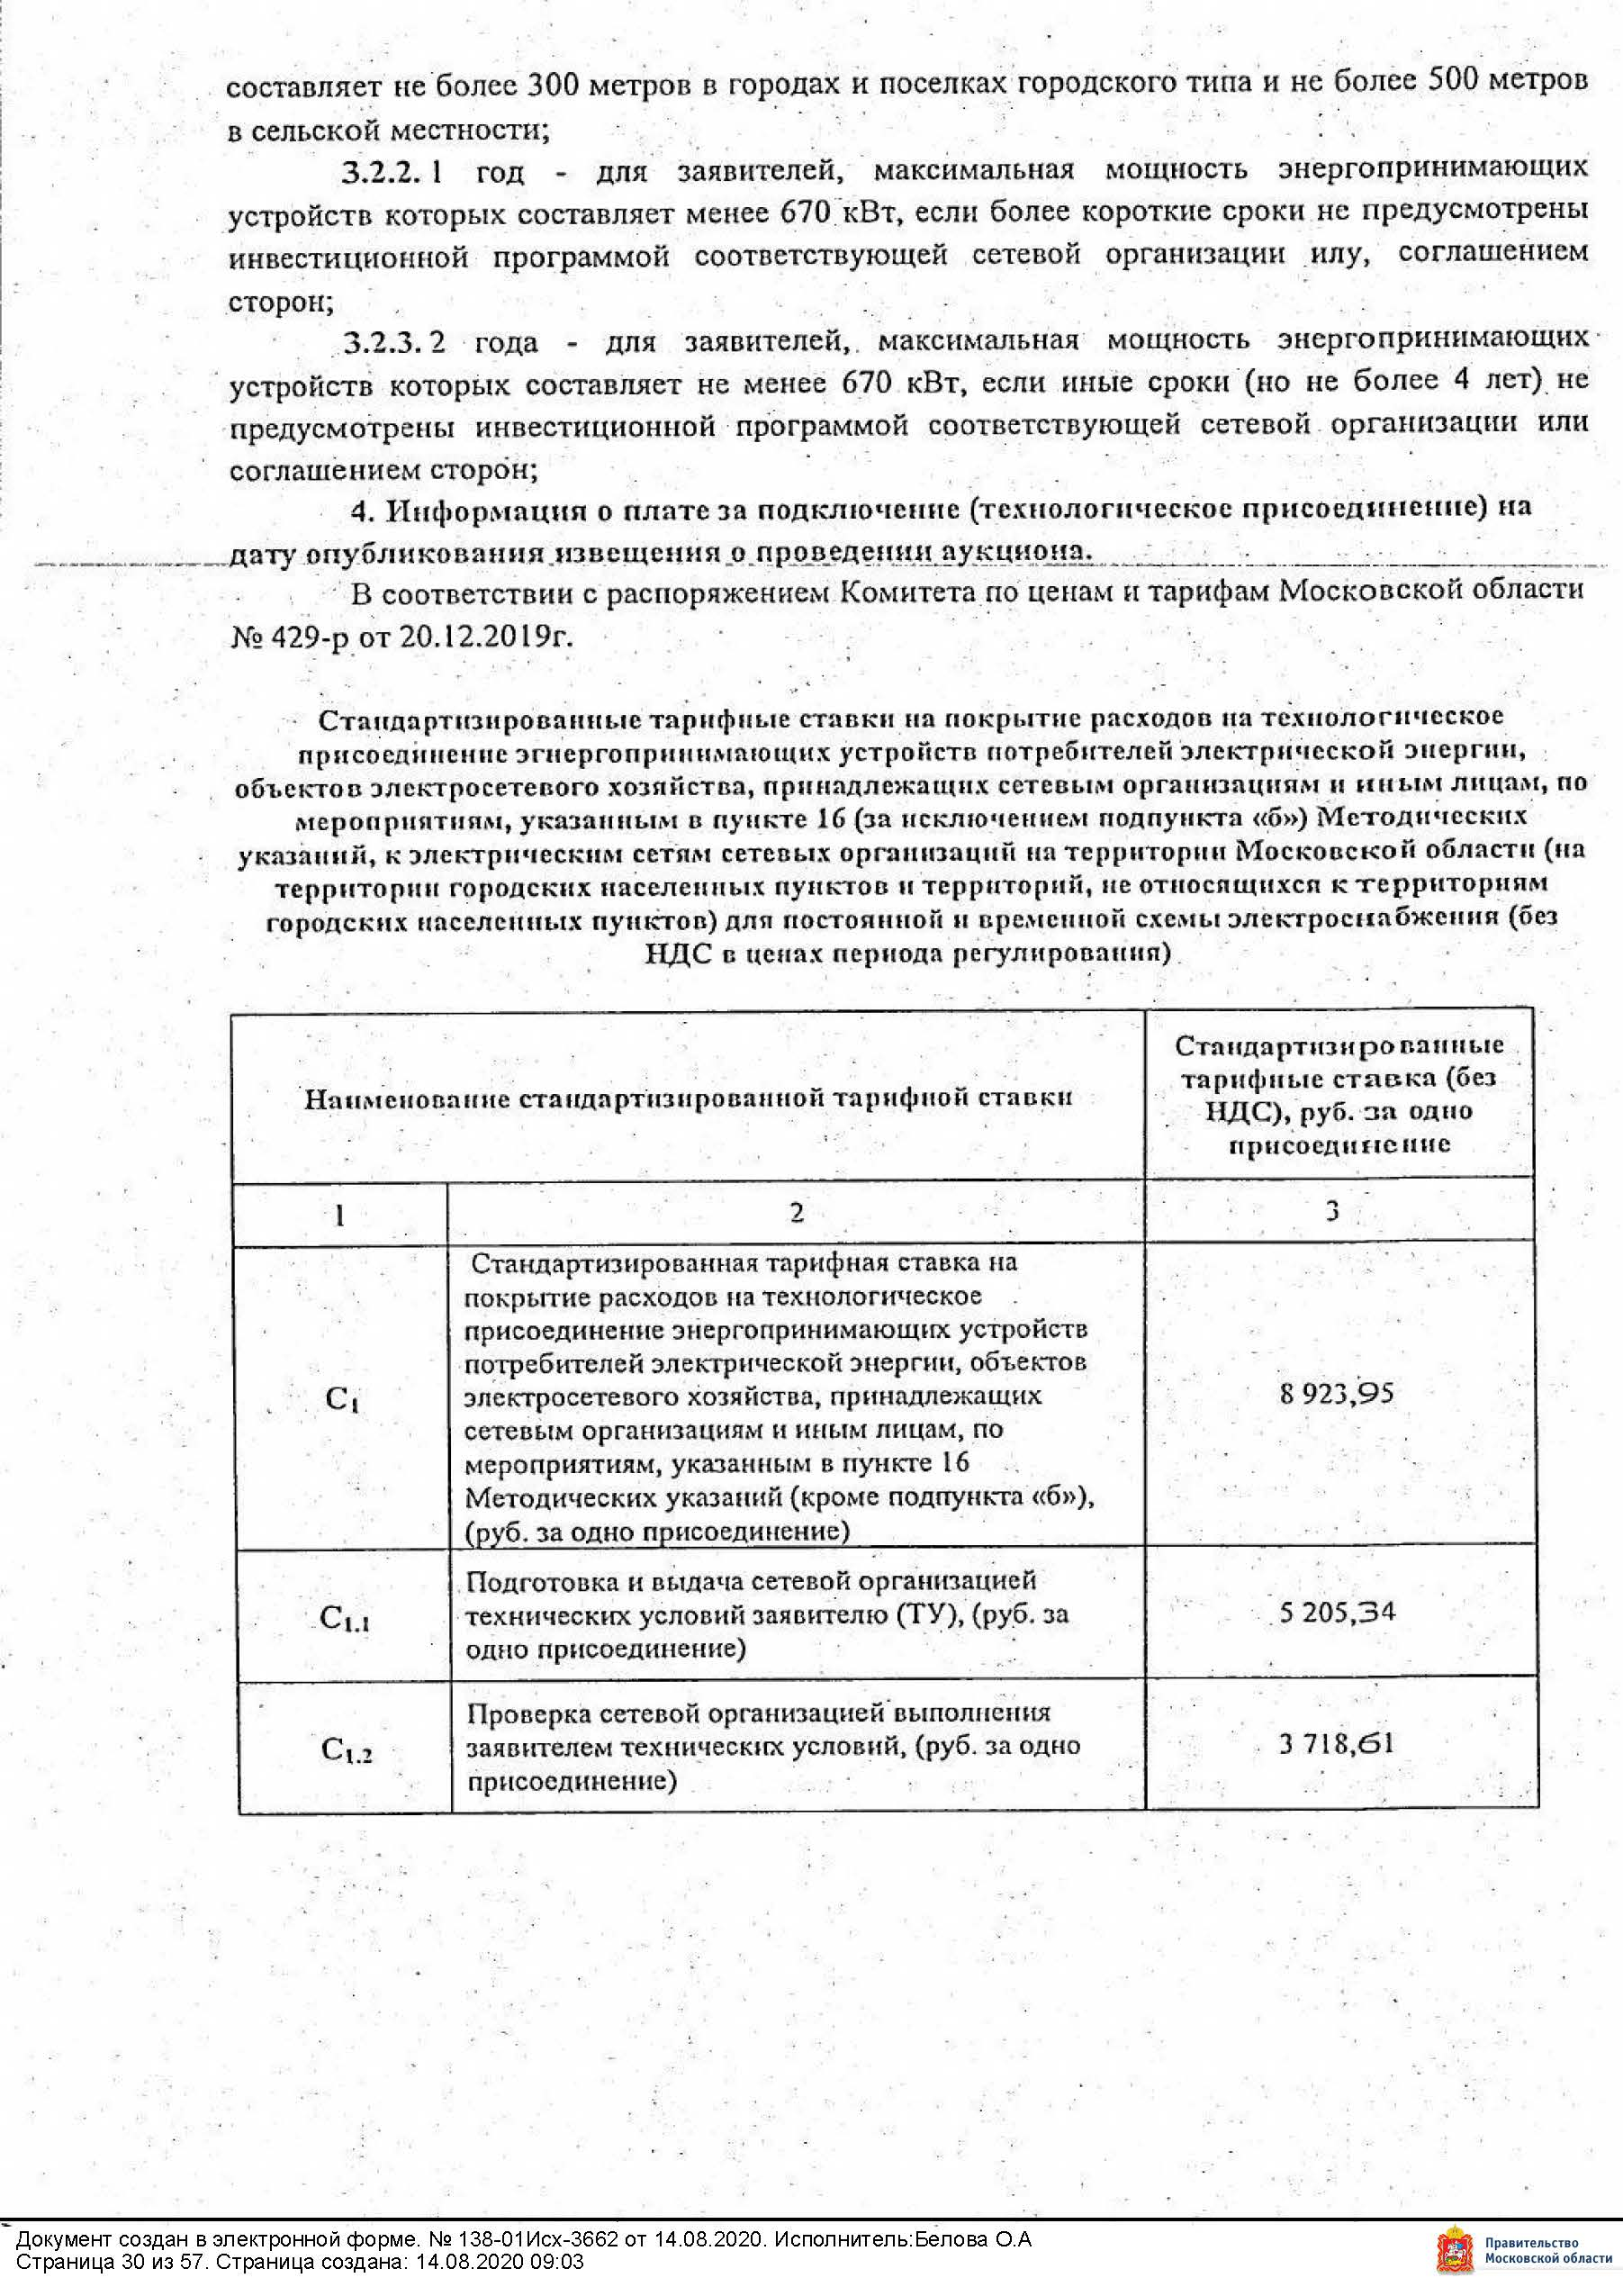 составляет не более 300 метров в городах и поселках городского типа и не более 500 метров
в сельской местности;
3.2.2. 1 год - для заявителей, максимальная мощность энергопринимающих
устройств которых составляет менее 670 кВт, если более короткие сроки не предусмотрены
инвестиционной программой соответствующей сетевой организации илу, соглашением
сторон;
3.2.3. 2 года - для заявителей, максимальная мощность энергопринимающих
устройств которых составляет не менее 670 кВт, если иные сроки (но не более 4 лет) не
предусмотрены инвестиционной программой соответствующей сетевой организации или
соглашением сторон;
4. Информация о плате за подключение (технологическое присоединение) на
дату опубликования извещения о проведении аукциона.
В соответствии с распоряжением Комитета по ценам и тарифам Московской области
№ 429-р от 20.12.2019г.
Стандартизированные тарифные ставки на покрытие расходов на технологическое
присоединение эгнергопринимающих устройств потребителей электрической энергии,
объектов электросетевого хозяйства, принадлежащих сетевым организациям и иным лицам, по
мероприятиям, указанным в пункте 16 (за исключением подпункта «б») Методических
указаний, к электрическим сетям сетевых организаций на территории Московской области (на
территории городских населенных пунктов и территорий, не относящихся к территориям
городских населенных пунктов) для постоянной и временной схемы электроснабжения (без
НДС в ценах периода регулирования)
Наименование стандартизированной тарифной ставки
Стандартизированные
тарифные ставка (без
НДС), руб. за одно
присоединение
1
2
3
С1
Стандартизированная тарифная ставка на
покрытие расходов на технологическое
присоединение энергопринимающих устройств
потребителей электрической энергии, объектов
электросетевого хозяйства, принадлежащих
сетевым организациям и иным лицам, по
мероприятиям, указанным в пункте 16
Методических указаний (кроме подпункта «б»),
(руб. за одно присоединение)
8 923,95
С1.1
Подготовка и выдача сетевой организацией
технических условий заявителю (ТУ), (руб. за
одно присоединение)
5 205,34
С1.2
Проверка сетевой организацией выполнения
заявителем технических условий, (руб. за одно
присоединение)
3 718,61
Документ создан в электронной форме. № 138-01Исх-3662 от 14.08.2020. Исполнитель:Белова О.А
Страница 30 из 57. Страница создана: 14.08.2020 09:03
Правительство
Московской области